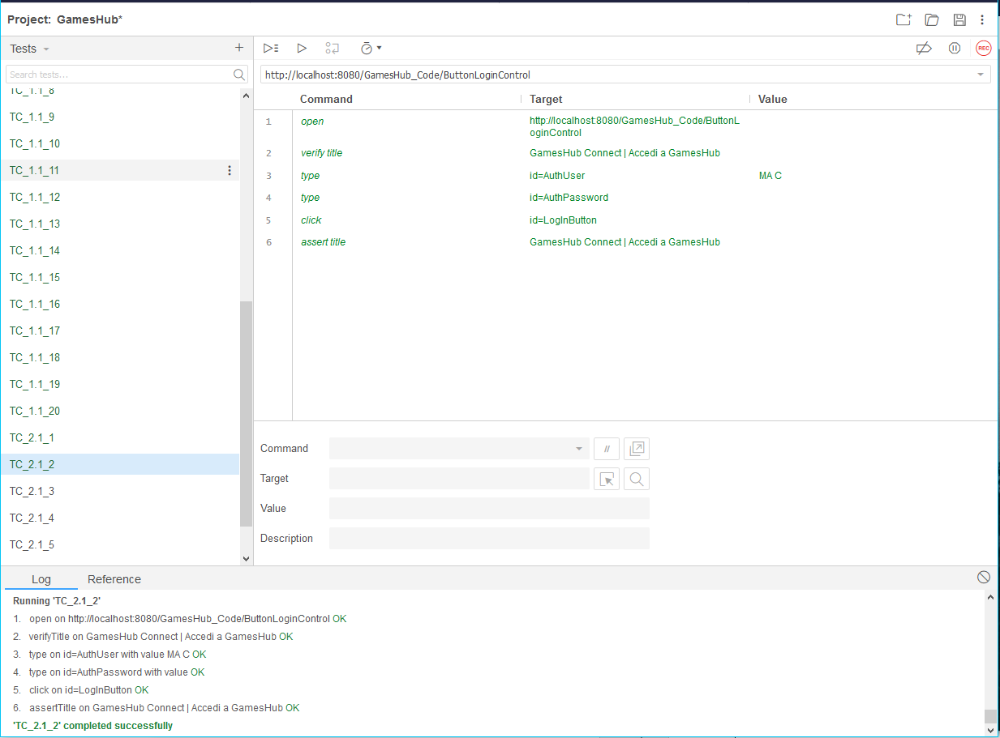 Project: GamesHub*
Tests
Search tests...
TC_1.1_8
TC_1.1_9
TC_1.1_10
TC_1.1_11
TC_1.1_12
TC_1.1_13
TC_1.1_14
TC_1.1_15
TC_1.1_16
TC_1.1_17
TC_1.1_18
TC_1.1_19
TC_1.1_20
TC_2.1_1
TC_2.1_2
TC_2.1_3
TC_2.1_4
TC_2.1_5
REC
http://localhost:8080/GamesHub_Code/ButtonLoginControl
Command Target Value
1 open http://localhost:8080/GamesHub_Code/ButtonL
oginControl
2 verify title GamesHub Connect | Accedi a GamesHub
3 type id=AuthUser MA C
4 type id=AuthPassword
5 click id=LogInButton
6 assert title GamesHub Connect | Accedi a GamesHub
Command //
Target
Value
Description
Log Reference
Running 'TC_2.1_2'
1. open on http://localhost:8080/GamesHub_Code/ButtonLoginControl OK
2. verifyTitle on GamesHub Connect | Accedi a GamesHub OK
3. type on id=AuthUser with value MA C OK
4. type on id=AuthPassword with value OK
5. click on id=LogInButton OK
6. assertTitle on GamesHub Connect | Accedi a GamesHub OK
'TC_2.1_2' completed successfully